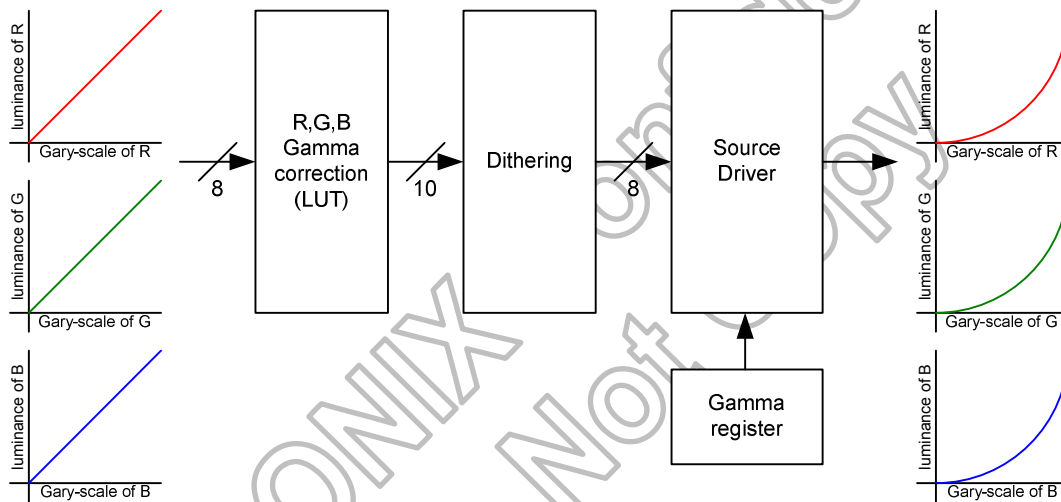 luminance of R
Gary-scale of R
luminance of G
Gary-scale of G
luminance of B
Gary-scale of B
8
R,G,B
Gamma
correction
(LUT)
10
Dithering
8
Source
Driver
Gamma
register
luminance of R
Gary-scale of R
luminance of G
Gary-scale of G
luminance of B
Gary-scale of B
ONIX
Not